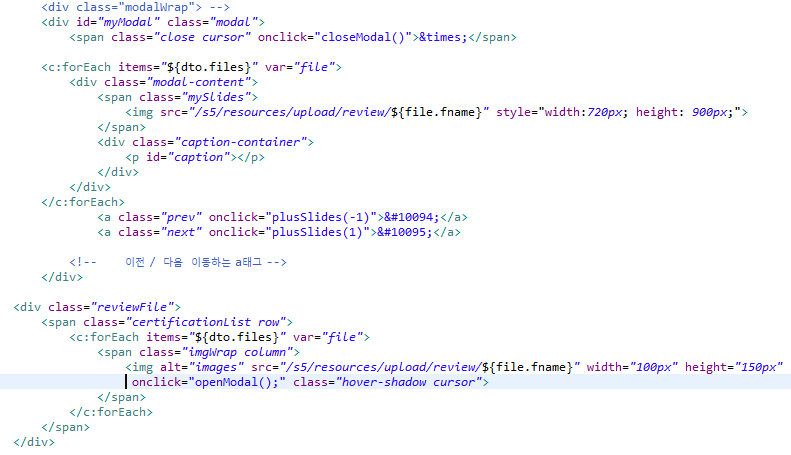 <div class="modalWrap"> -->
<div id="myModal" class="modal">
<span class="close cursor" onclick="closeModal()">&times;</span>
<c:forEach items="${dto.files}" var="file">
<div class="modal-content">
<span class="mySlides">
<img src="/s5/resources/upload/review/${file.fname}" style="width:720px; height: 900px;">
</span>
<div class="caption-container">
<p id="caption"></p>
</div>
</div>
</c:forEach>
<a class="prev" onclick="plusSlides(-1)">&#10094;</a>
<a class="next" onclick="plusSlides(1)">&#10095;</a>
<!-- 이전 / 다음 이동하는 a태그 -->
</div>
<div class="reviewFile">
<span class="certificationList row">
<c:forEach items="${dto.files}" var="file">
<span class="imgWrap column">
<img alt="images" src="/s5/resources/upload/review/${file.fname}" width="100px" height="150px"
onclick="openModal();" class="hover-shadow cursor">
</span>
</c:forEach>
</span>
</div>